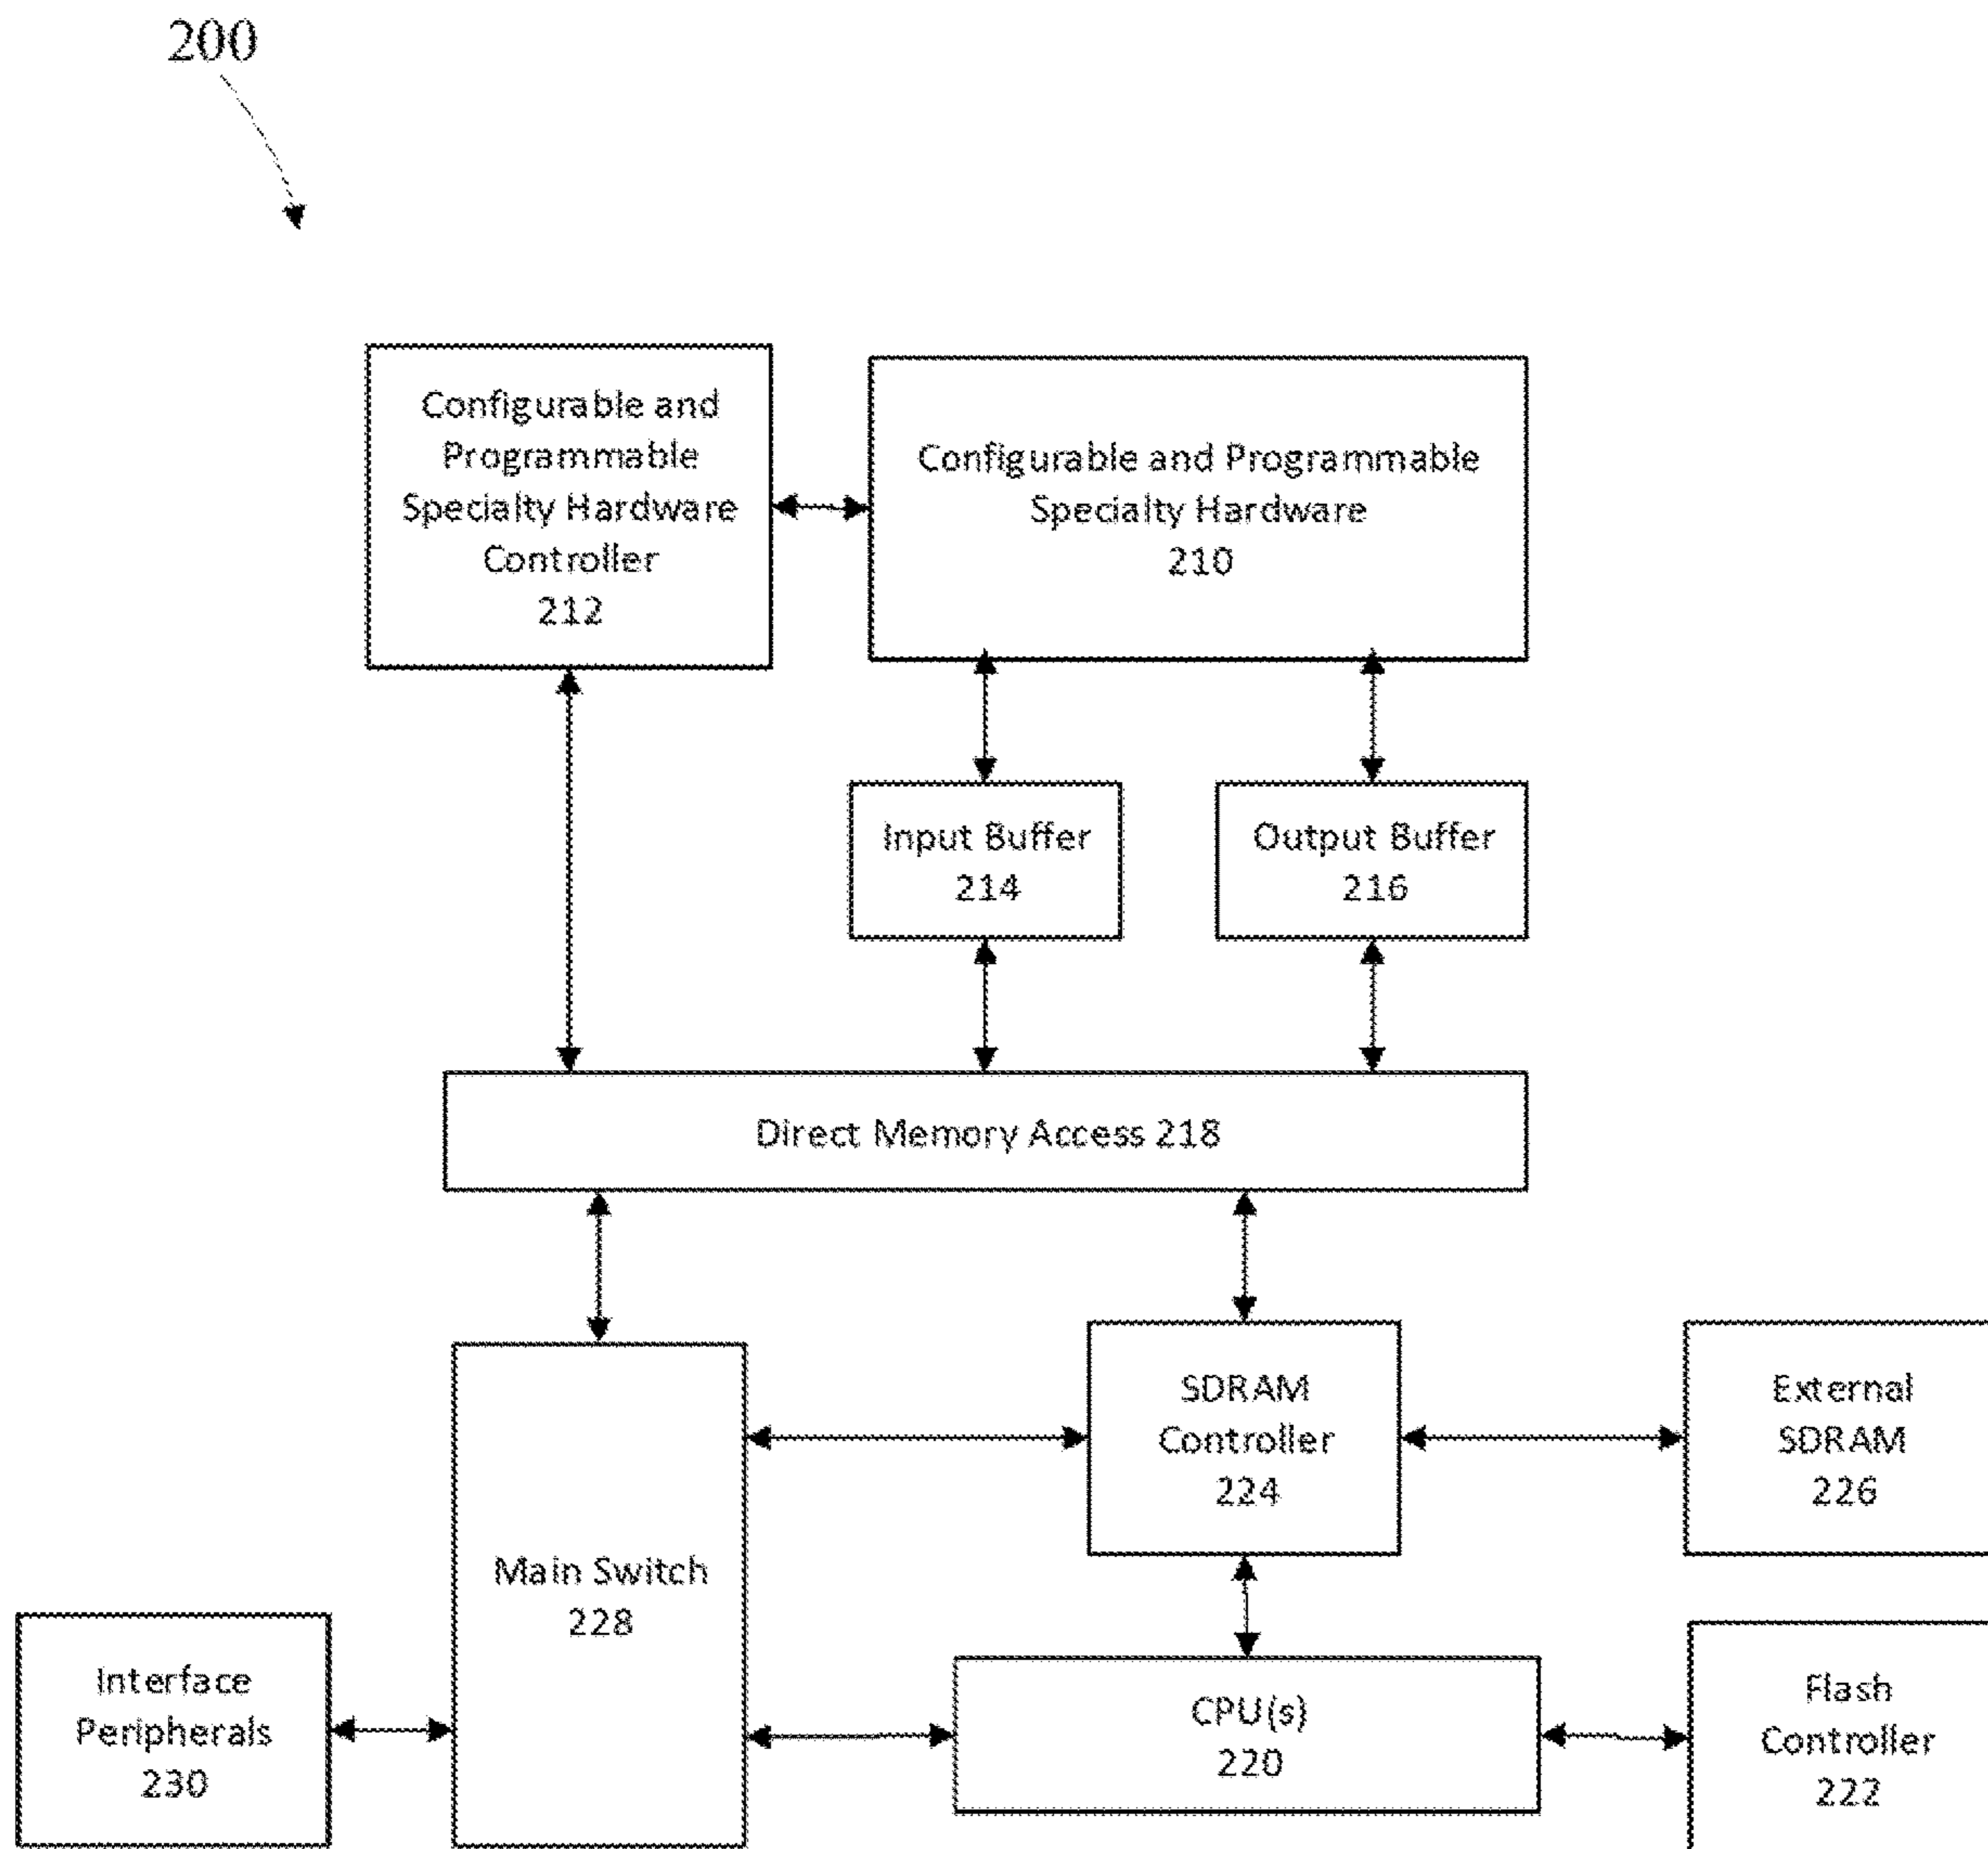 200
Configurable and
Programmable
Specialty Hardware
Controller
212
Configurable and Programmable
Specialty Hardware
210
Input Buffer
214
Output Buffer
216
Direct Memory Access 218
SDRAM
Controller
224
External
SDRAM
226
Main Switch
228
Interface
Peripherals
230
CPU(s)
220
Flash
Controller
222